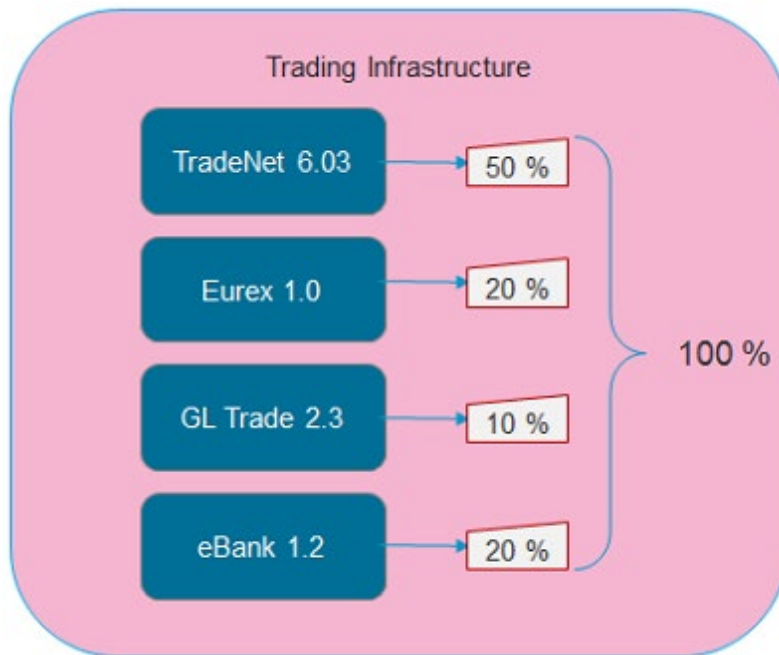 Trading Infrastructure
TradeNet 6.03
50 %
Eurex 1.0
20 %
100 %
GL Trade 2.3
10 %
eBank 1.2
20 %